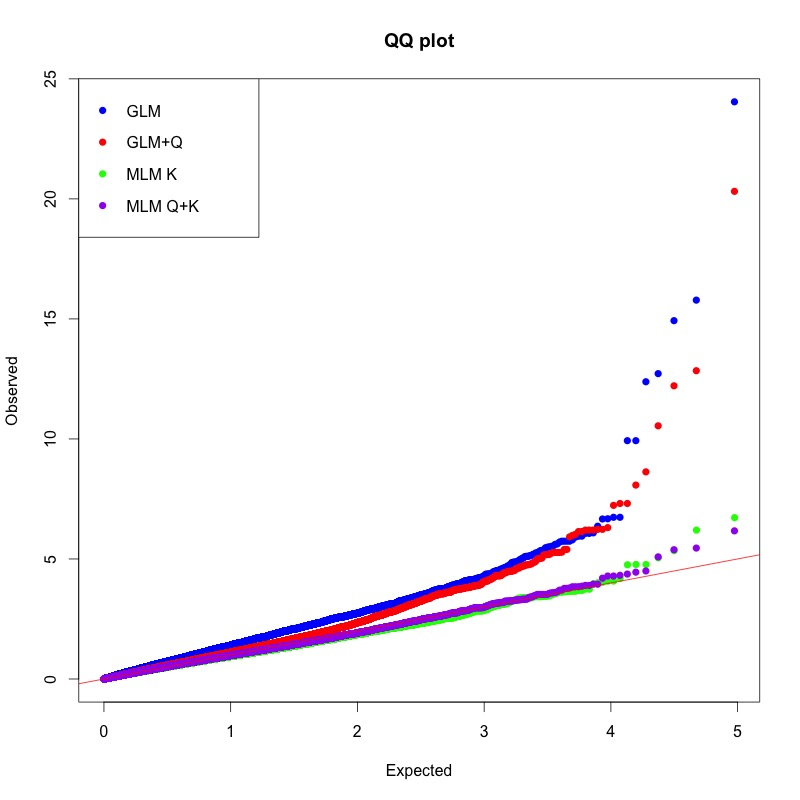 QQ plot
GLM
GLM+Q
MLM K
MLM Q+K
25
20
15
10
5
0
Observed
0 1 2 3 4 5
Expected